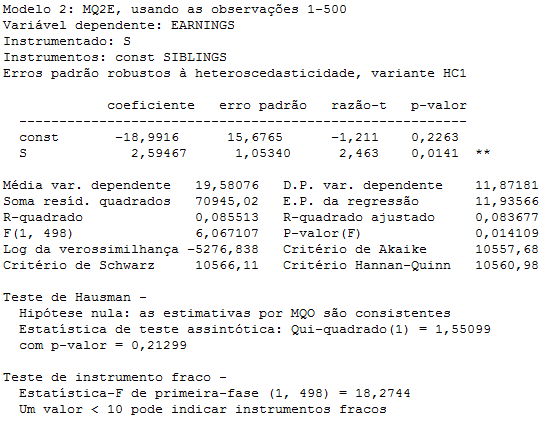 Modelo 2: MQ2E, usando as observações 1-500
Variável dependente: EARNINGS
Instrumentado: S
Instrumentos: const SIBLINGS
Erros padrão robustos à heteroscedasticidade, variante HC1
coeficiente erro padrão razão-t p-valor
---------------------------------------------------------
const −18,9916 15,6765 −1,211 0,2263
S 2,59467 1,05340 2,463 0,0141 **
Média var. dependente 19,58076 D.P. var. dependente 11,87181
Soma resíd. quadrados 70945,02 E.P. da regressão 11,93566
R-quadrado 0,085513 R-quadrado ajustado 0,083677
F(1, 498) 6,067107 P-valor(F) 0,014109
Log da verossimilhança −5276,838 Critério de Akaike 10557,68
Critério de Schwarz 10566,11 Critério Hannan-Quinn 10560,98
Teste de Hausman -
Hipótese nula: as estimativas por MQO são consistentes
Estatística de teste assintótica: Qui-quadrado(1) = 1,55099
com p-valor = 0,21299
Teste de instrumento fraco -
Estatística-F de primeira-fase (1, 498) = 18,2744
Um valor < 10 pode indicar instrumentos fracos